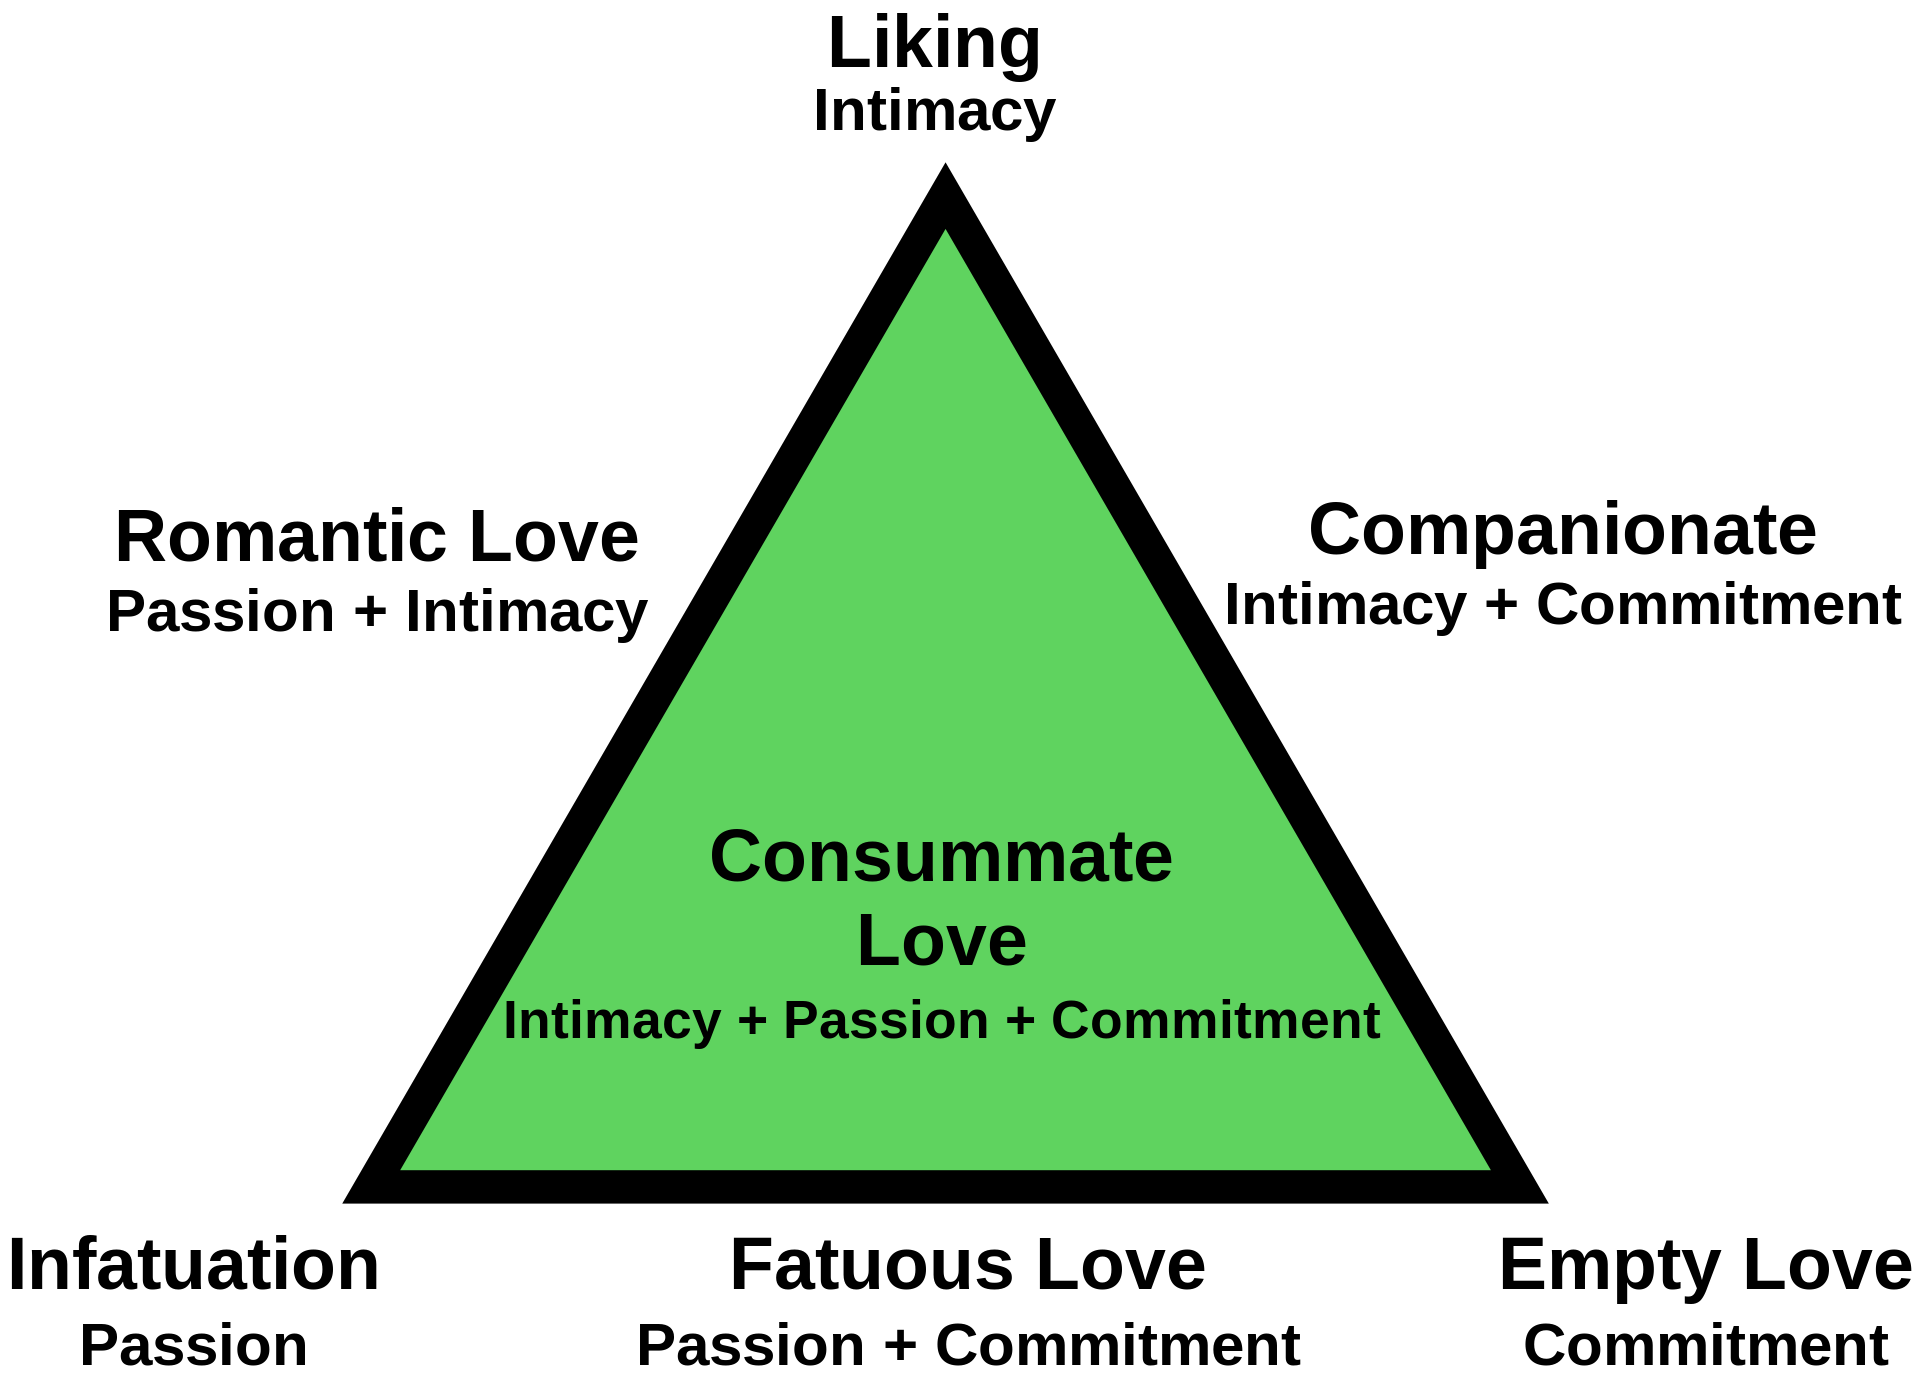 Liking
Intimacy
Romantic Love
Passion + Intimacy
Companionate
Intimacy + Commitment
Consummate
Love
Intimacy + Passion + Commitment
Infatuation
Passion
Fatuous Love
Passion + Commitment
Empty Love
Commitment